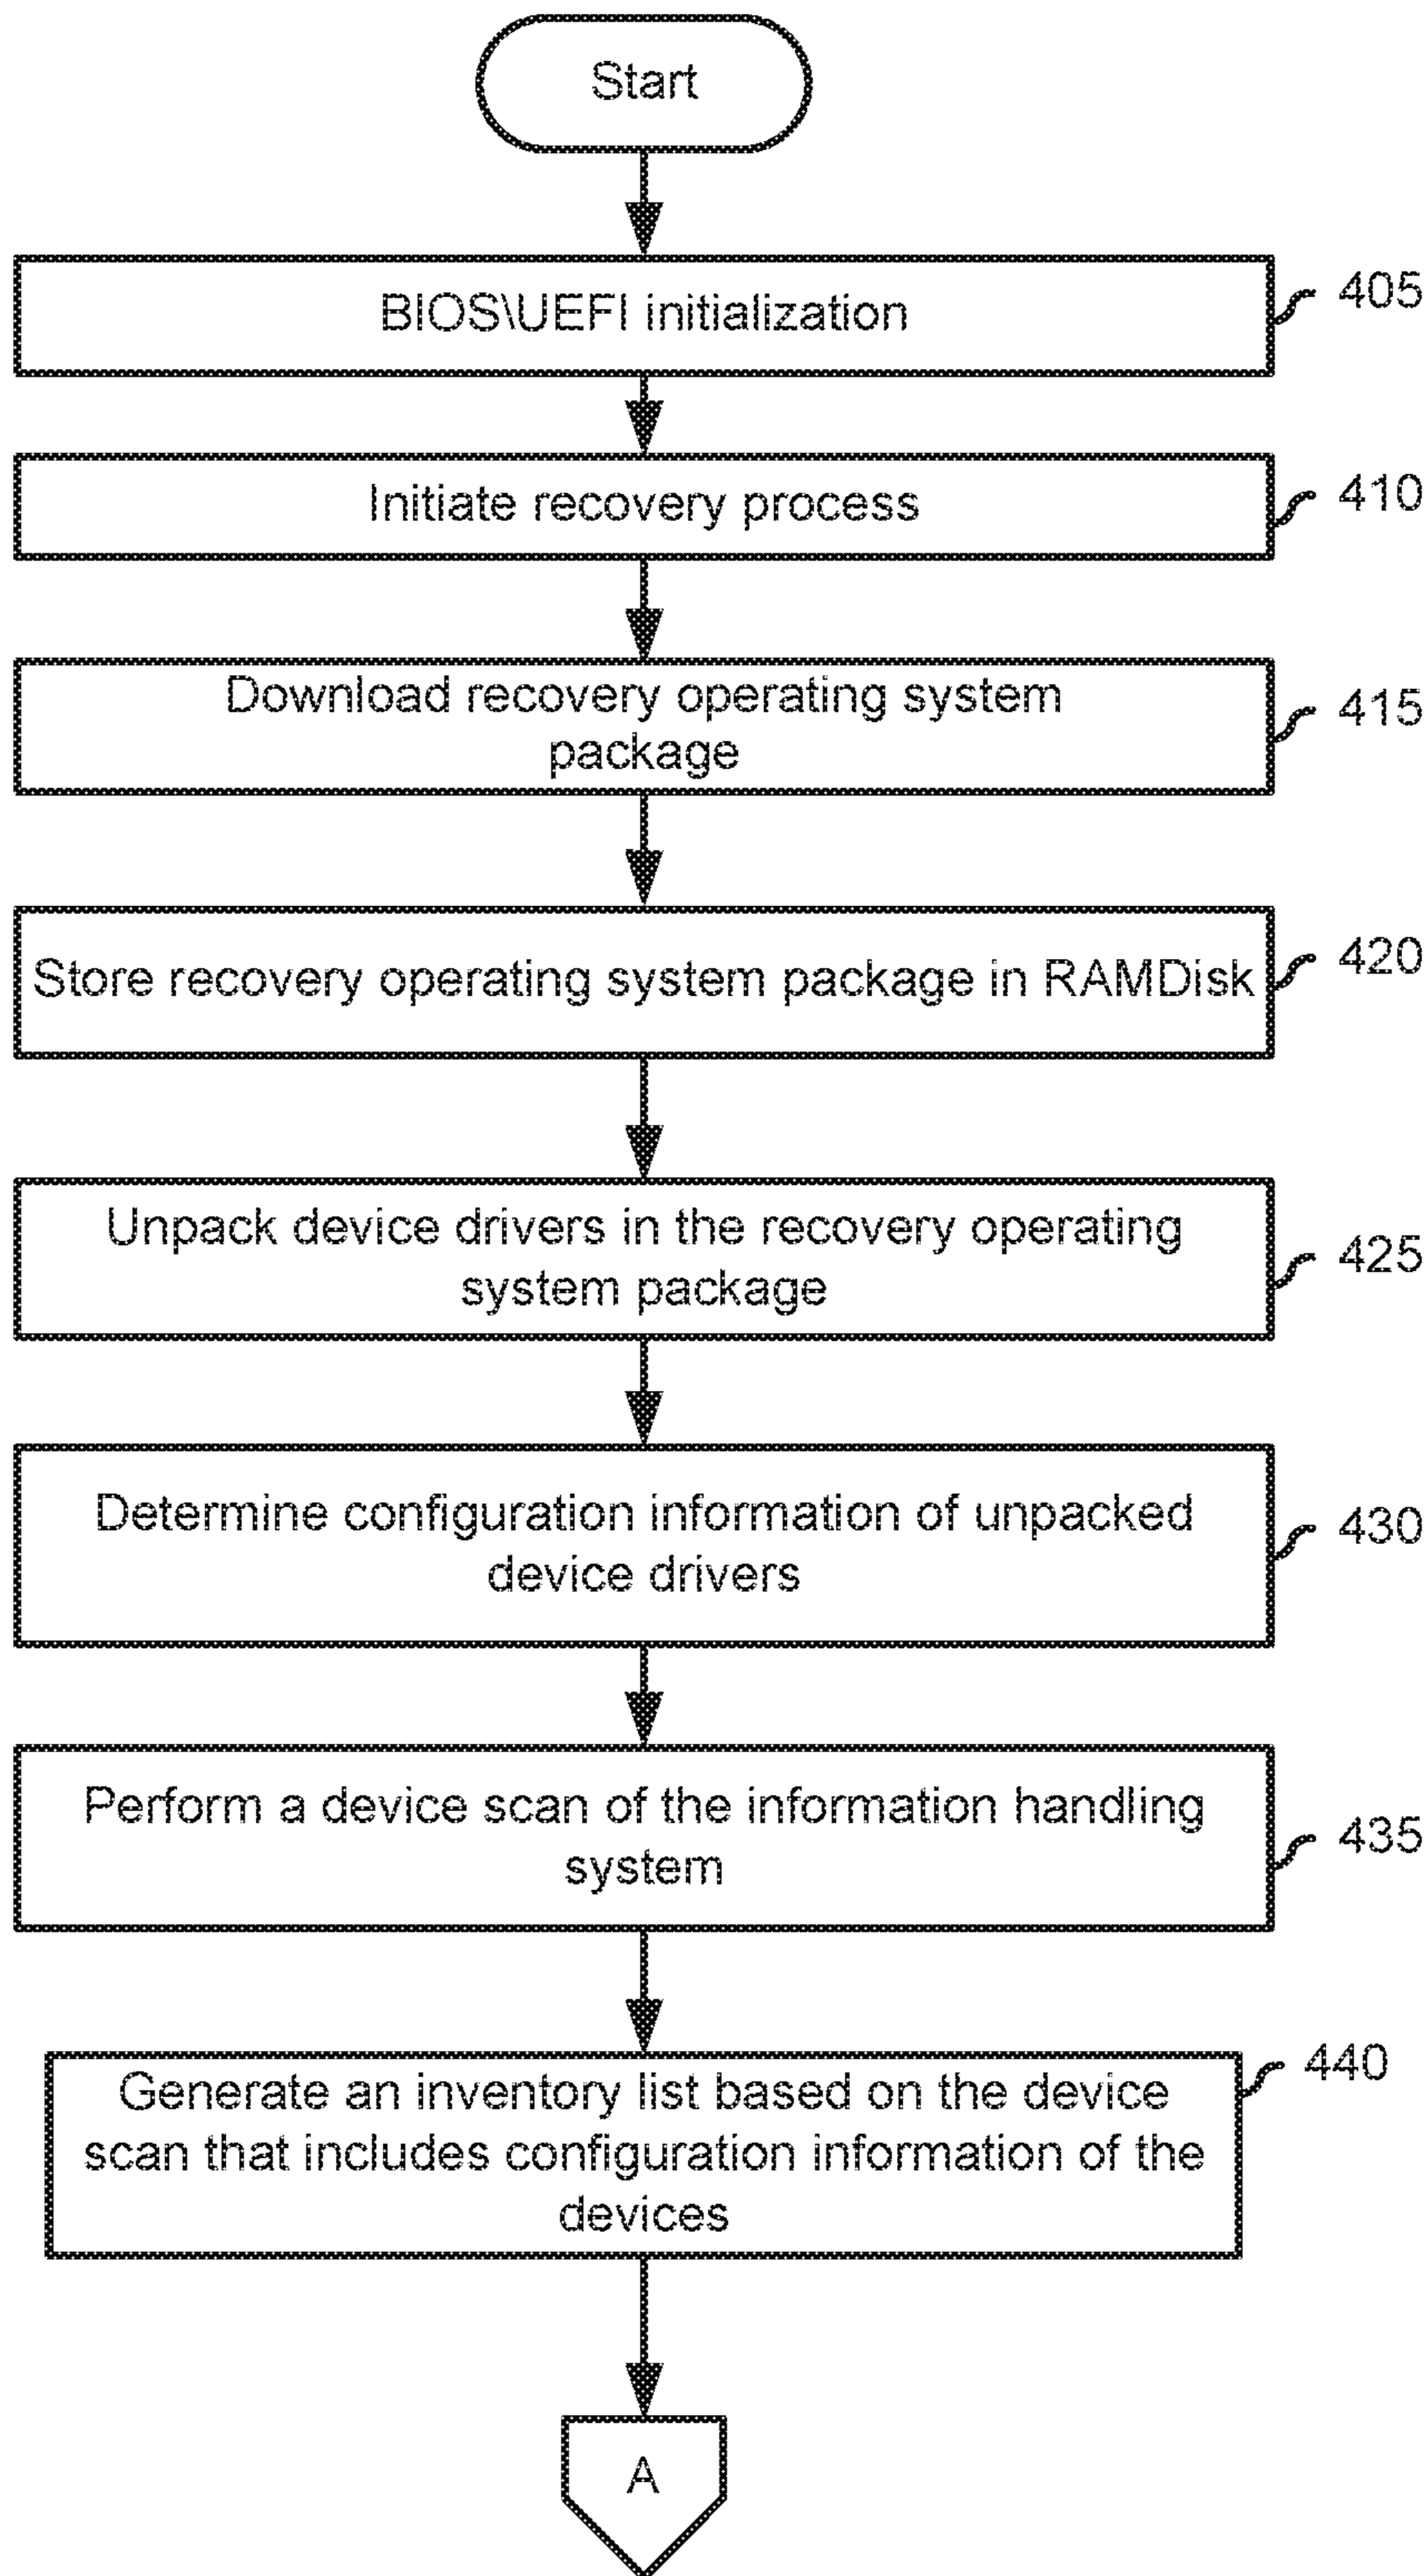 Start
BIOS\UEFI initialization
405
Initiate recovery process
410
Download recovery operating system
package
415
Store recovery operating system package in RAMDisk
420
Unpack device drivers in the recovery operating
system package
425
Determine configuration information of unpacked
device drivers
430
Perform a device scan of the information handling
system
435
Generate an inventory list based on the device
scan that includes configuration information of the
devices
440
A